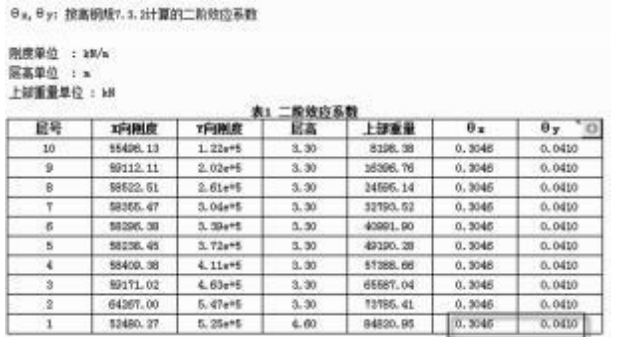 θx, θy: 按高钢规7.3.2计算的二阶效应系数
刚度单位 : kN/m
层高单位 : m
上部重量单位 : kN
表1 二阶效应系数
层号 X向刚度 Y向刚度 层高 上部重量 θx θy
10 55498.13 1.22e+5 3.30 8198.38 0.3046 0.0410
9 59112.11 2.02e+5 3.30 16396.76 0.3046 0.0410
8 58522.51 2.61e+5 3.30 24595.14 0.3046 0.0410
7 58355.47 3.04e+5 3.30 32793.52 0.3046 0.0410
6 58296.38 3.39e+5 3.30 40991.90 0.3046 0.0410
5 58238.45 3.72e+5 3.30 49190.28 0.3046 0.0410
4 58409.38 4.11e+5 3.30 57388.66 0.3046 0.0410
3 59171.02 4.63e+5 3.30 65587.04 0.3046 0.0410
2 64267.00 5.47e+5 3.30 73785.41 0.3046 0.0410
1 52480.27 5.25e+5 4.60 84820.95 0.3046 0.0410